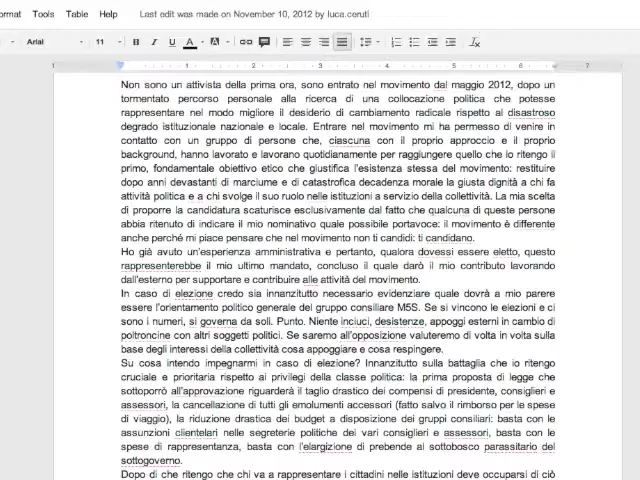 ormat Tools Table Help Last edit was made on November 10, 2012 by luca.ceruti
Arial 11 B I U A A
1 1 2 3 4 5 6 7
Non sono un attivista della prima ora, sono entrato nel movimento dal maggio 2012, dopo un
tormentato percorso personale alla ricerca di una collocazione politica che potesse
rappresentare nel modo migliore il desiderio di cambiamento radicale rispetto al disastroso
degrado istituzionale nazionale e locale. Entrare nel movimento mi ha permesso di venire in
contatto con un gruppo di persone che, ciascuna con il proprio approccio e il proprio
background, hanno lavorato e lavorano quotidianamente per raggiungere quello che io ritengo il
primo, fondamentale obiettivo etico che giustifica l'esistenza stessa del movimento: restituire
dopo anni devastanti di marciume e di catastrofica decadenza morale la giusta dignità a chi fa
attività politica e a chi svolge il suo ruolo nelle istituzioni a servizio della collettività. La mia scelta
di proporre la candidatura scaturisce esclusivamente dal fatto che qualcuna di queste persone
abbia ritenuto di indicare il mio nominativo quale possibile portavoce: il movimento è differente
anche perché mi piace pensare che nel movimento non ti candidi: ti candidano.
Ho già avuto un'esperienza amministrativa e pertanto, qualora dovessi essere eletto, questo
rappresenterebbe il mio ultimo mandato, concluso il quale darò il mio contributo lavorando
dall'esterno per supportare e contribuire alle attività del movimento.
In caso di elezione credo sia innanzitutto necessario evidenziare quale dovrà a mio parere
essere l'orientamento politico generale del gruppo consiliare M5S. Se si vincono le elezioni e ci
sono i numeri, si governa da soli. Punto. Niente inciuci, desistenze, appoggi esterni in cambio di
poltroncine con altri soggetti politici. Se saremo all'opposizione valuteremo di volta in volta sulla
base degli interessi della collettività cosa appoggiare e cosa respingere.
Su cosa intendo impegnarmi in caso di elezione? Innanzitutto sulla battaglia che io ritengo
cruciale e prioritaria rispetto ai privilegi della classe politica: la prima proposta di legge che
sottoporrò all'approvazione riguarderà il taglio drastico dei compensi di presidente, consiglieri e
assessori, la cancellazione di tutti gli emolumenti accessori (fatto salvo il rimborso per le spese
di viaggio), la riduzione drastica dei budget a disposizione dei gruppi consiliari: basta con le
assunzioni clientelari nelle segreterie politiche dei vari consiglieri e assessori, basta con le
spese di rappresentanza, basta con l'elargizione di prebende al sottobosco parassitario del
sottogoverno.
Dopo di che ritengo che chi va a rappresentare i cittadini nelle istituzioni deve occuparsi di ciò